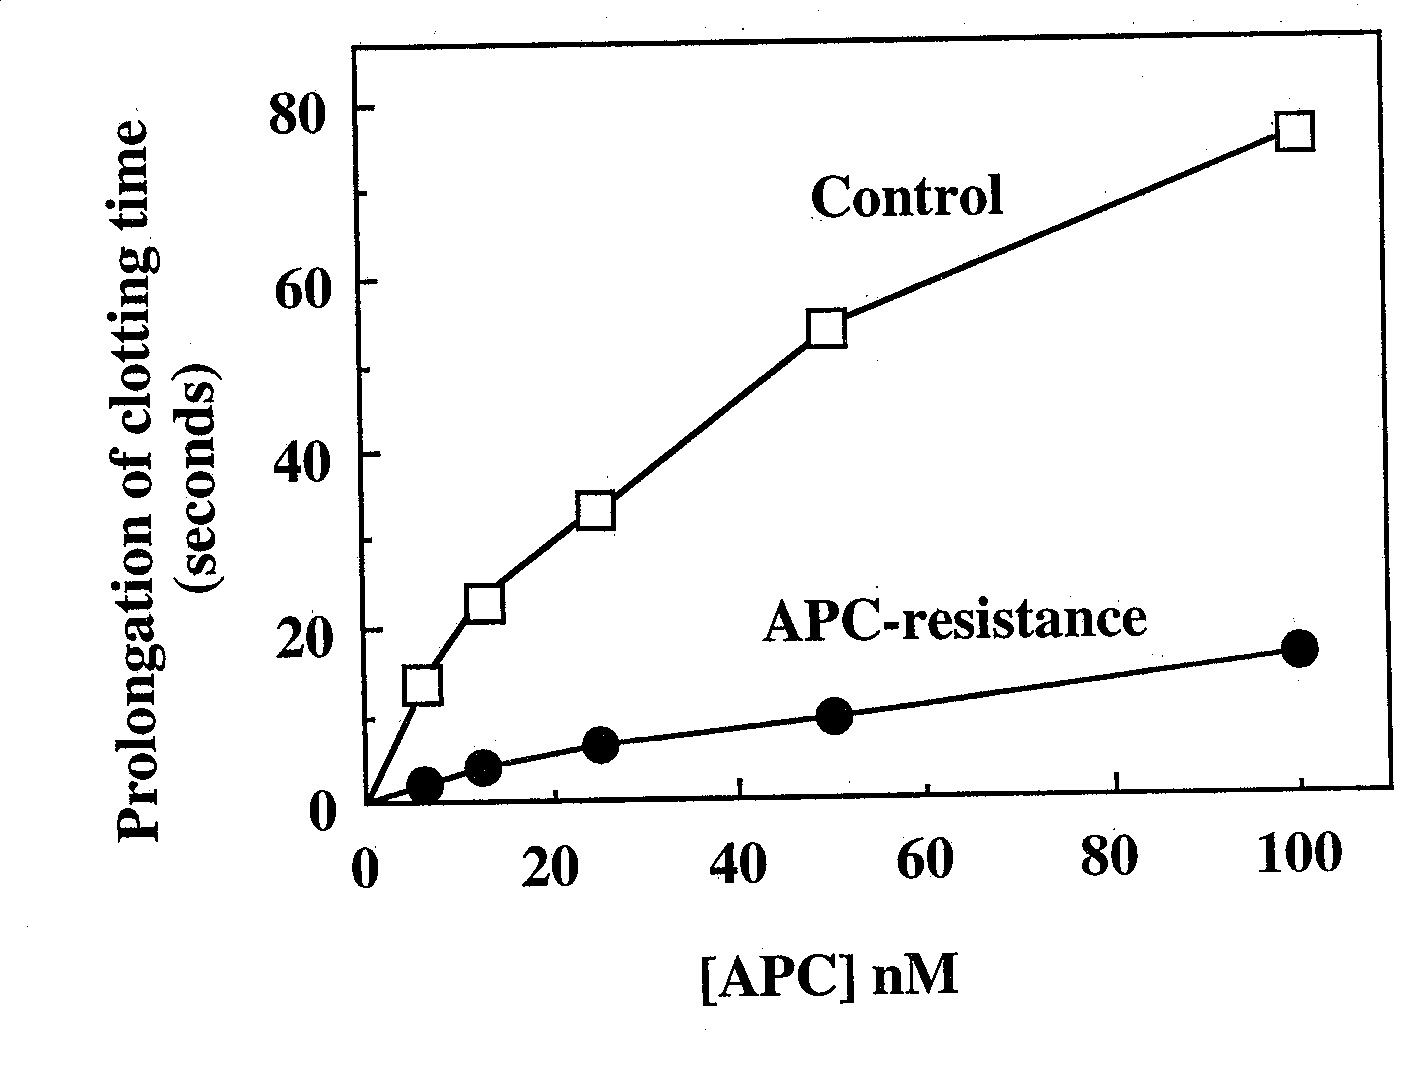 Prolongation of clotting time
(seconds)
80
60
40
20
0
Control
APC-resistance
0 20 40 60 80 100
[APC] nM